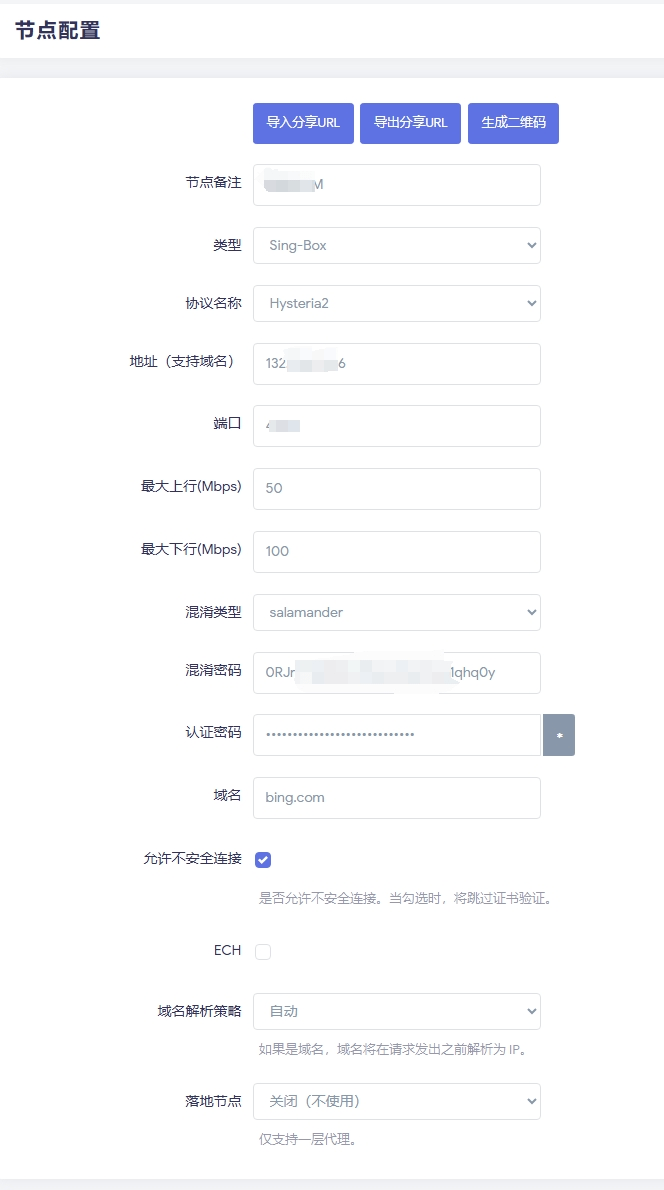 节点配置
导入分享URL 导出分享URL 生成二维码
节点备注 M
类型 Sing-Box
协议名称 Hysteria2
地址（支持域名） 132 6
端口
最大上行(Mbps) 50
最大下行(Mbps) 100
混淆类型 salamander
混淆密码 0RJr 1qhq0y
认证密码 ••••••••••••••••••••••••••• *
域名 bing.com
允许不安全连接
是否允许不安全连接。当勾选时，将跳过证书验证。
ECH
域名解析策略 自动
如果是域名，域名将在请求发出之前解析为 IP。
落地节点 关闭（不使用）
仅支持一层代理。